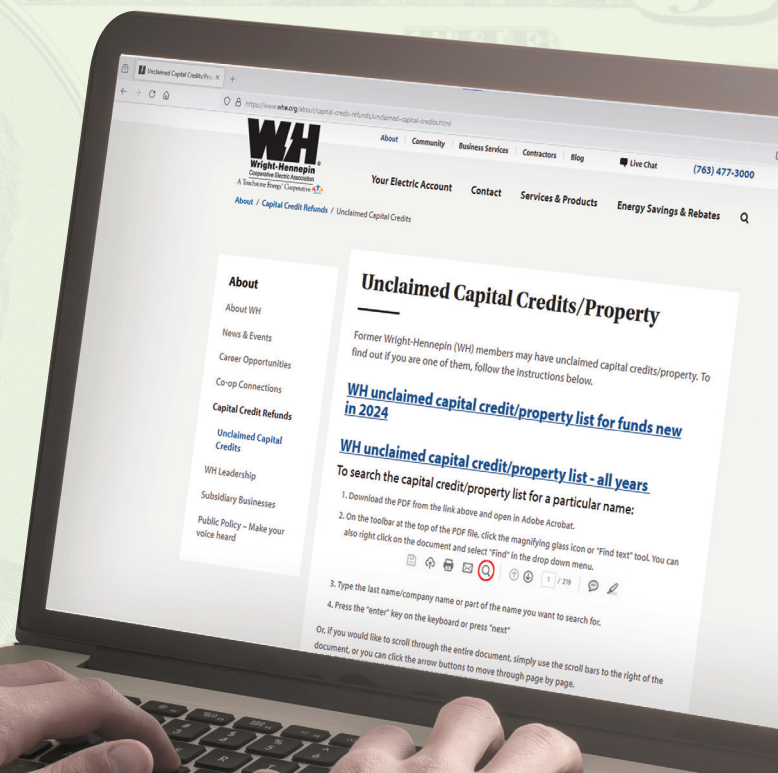 Unclaimed Capital Credits/Prop
https://www.whe.org/about/capital-credit-refunds/unclaimed-capital-credits.html
WH
Wright-Hennepin
Cooperative Electric Association
A Touchstone Energy® Cooperative
About
Community
Business Services
Contractors
Blog
Live Chat
(763) 477-3000
Your Electric Account
Contact
Services & Products
Energy Savings & Rebates
About / Capital Credit Refunds / Unclaimed Capital Credits
About
About WH
News & Events
Career Opportunities
Co-op Connections
Capital Credit Refunds
Unclaimed Capital
Credits
WH Leadership
Subsidiary Businesses
Public Policy – Make your
voice heard
Unclaimed Capital Credits/Property
Former Wright-Hennepin (WH) members may have unclaimed capital credits/property. To
find out if you are one of them, follow the instructions below.
WH unclaimed capital credit/property list for funds new
in 2024
WH unclaimed capital credit/property list - all years
To search the capital credit/property list for a particular name:
1. Download the PDF from the link above and open in Adobe Acrobat.
2. On the toolbar at the top of the PDF file, click the magnifying glass icon or "Find text" tool. You can
also right click on the document and select "Find" in the drop down menu.
1 / 219
3. Type the last name/company name or part of the name you want to search for.
4. Press the "enter" key on the keyboard or press "next"
Or, if you would like to scroll through the entire document, simply use the scroll bars to the right of the
document, or you can click the arrow buttons to move through page by page.